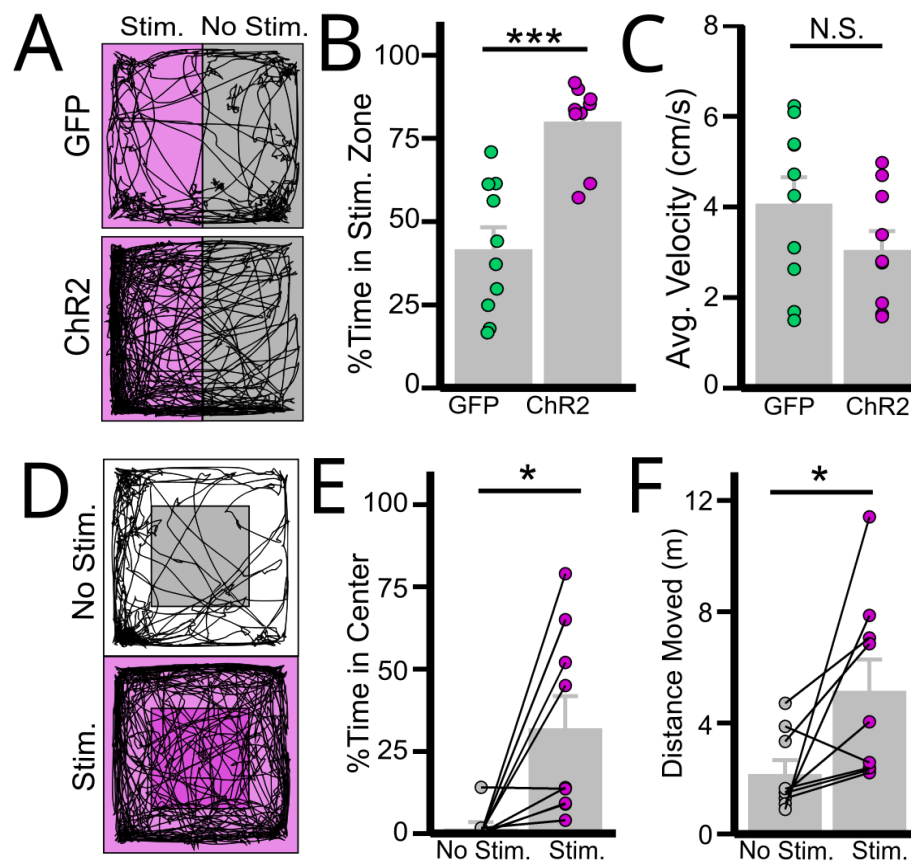 A
Stim. No Stim.
GFP
ChR2
B
%Time in Stim. Zone
100
75
50
25
0
***
GFP ChR2
C
Avg. Velocity (cm/s)
8
6
4
2
0
N.S.
GFP ChR2
D
No Stim.
Stim.
E
%Time in Center
100
75
50
25
0
*
No Stim. Stim.
F
Distance Moved (m)
12
8
4
0
*
No Stim. Stim.